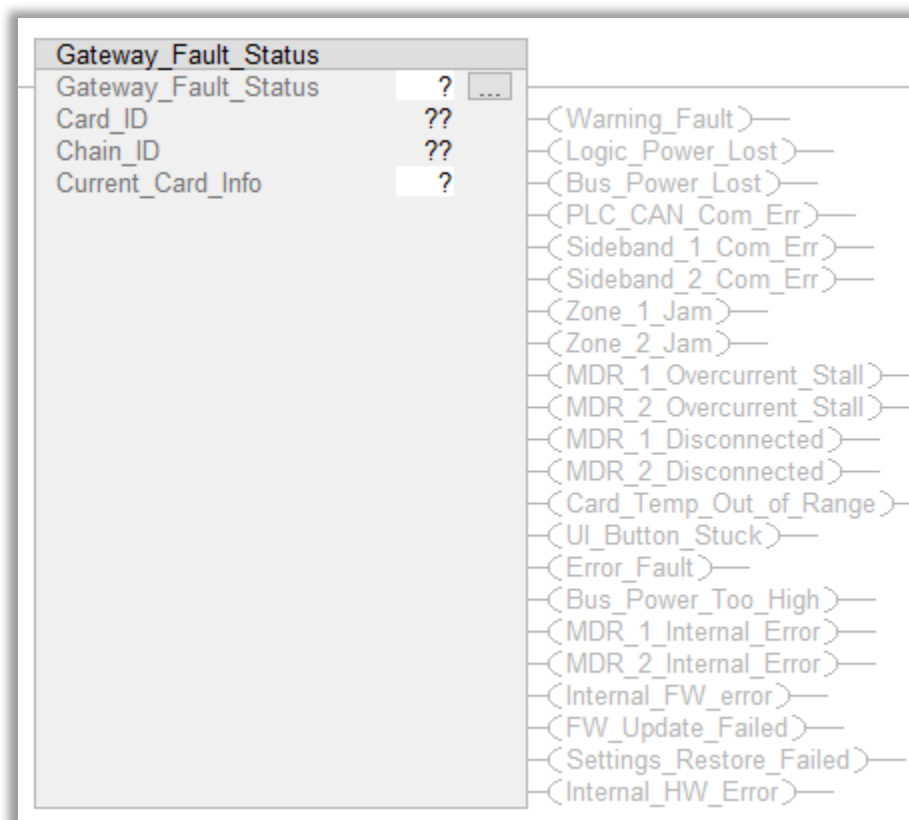 Gateway_Fault_Status
Gateway_Fault_Status ? ...
Card_ID ?? Warning_Fault
Chain_ID ?? Logic_Power_Lost
Current_Card_Info ? Bus_Power_Lost
PLC_CAN_Com_Err
Sideband_1_Com_Err
Sideband_2_Com_Err
Zone_1_Jam
Zone_2_Jam
MDR_1_Overcurrent_Stall
MDR_2_Overcurrent_Stall
MDR_1_Disconnected
MDR_2_Disconnected
Card_Temp_Out_of_Range
UI_Button_Stuck
Error_Fault
Bus_Power_Too_High
MDR_1_Internal_Error
MDR_2_Internal_Error
Internal_FW_error
FW_Update_Failed
Settings_Restore_Failed
Internal_HW_Error